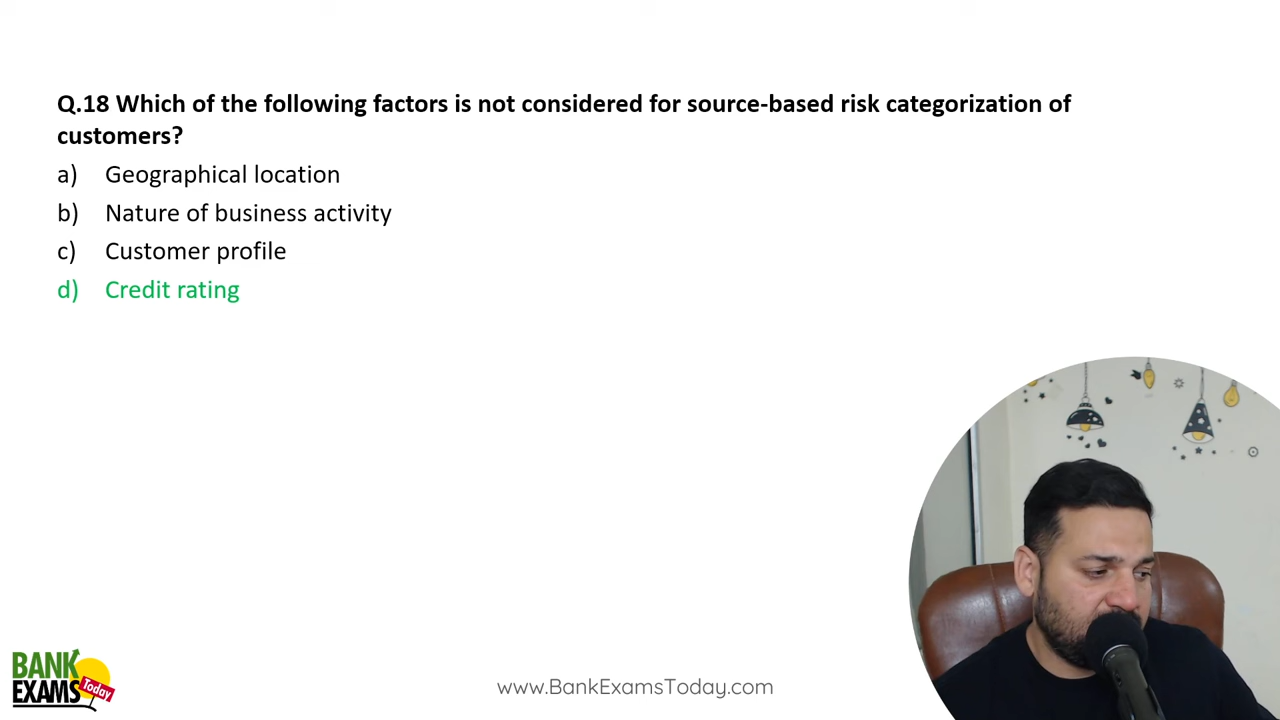 Q.18 Which of the following factors is not considered for source-based risk categorization of
customers?
a) Geographical location
b) Nature of business activity
c) Customer profile
d) Credit rating
BANK
EXAMS
Today
www.BankExamsToday.com